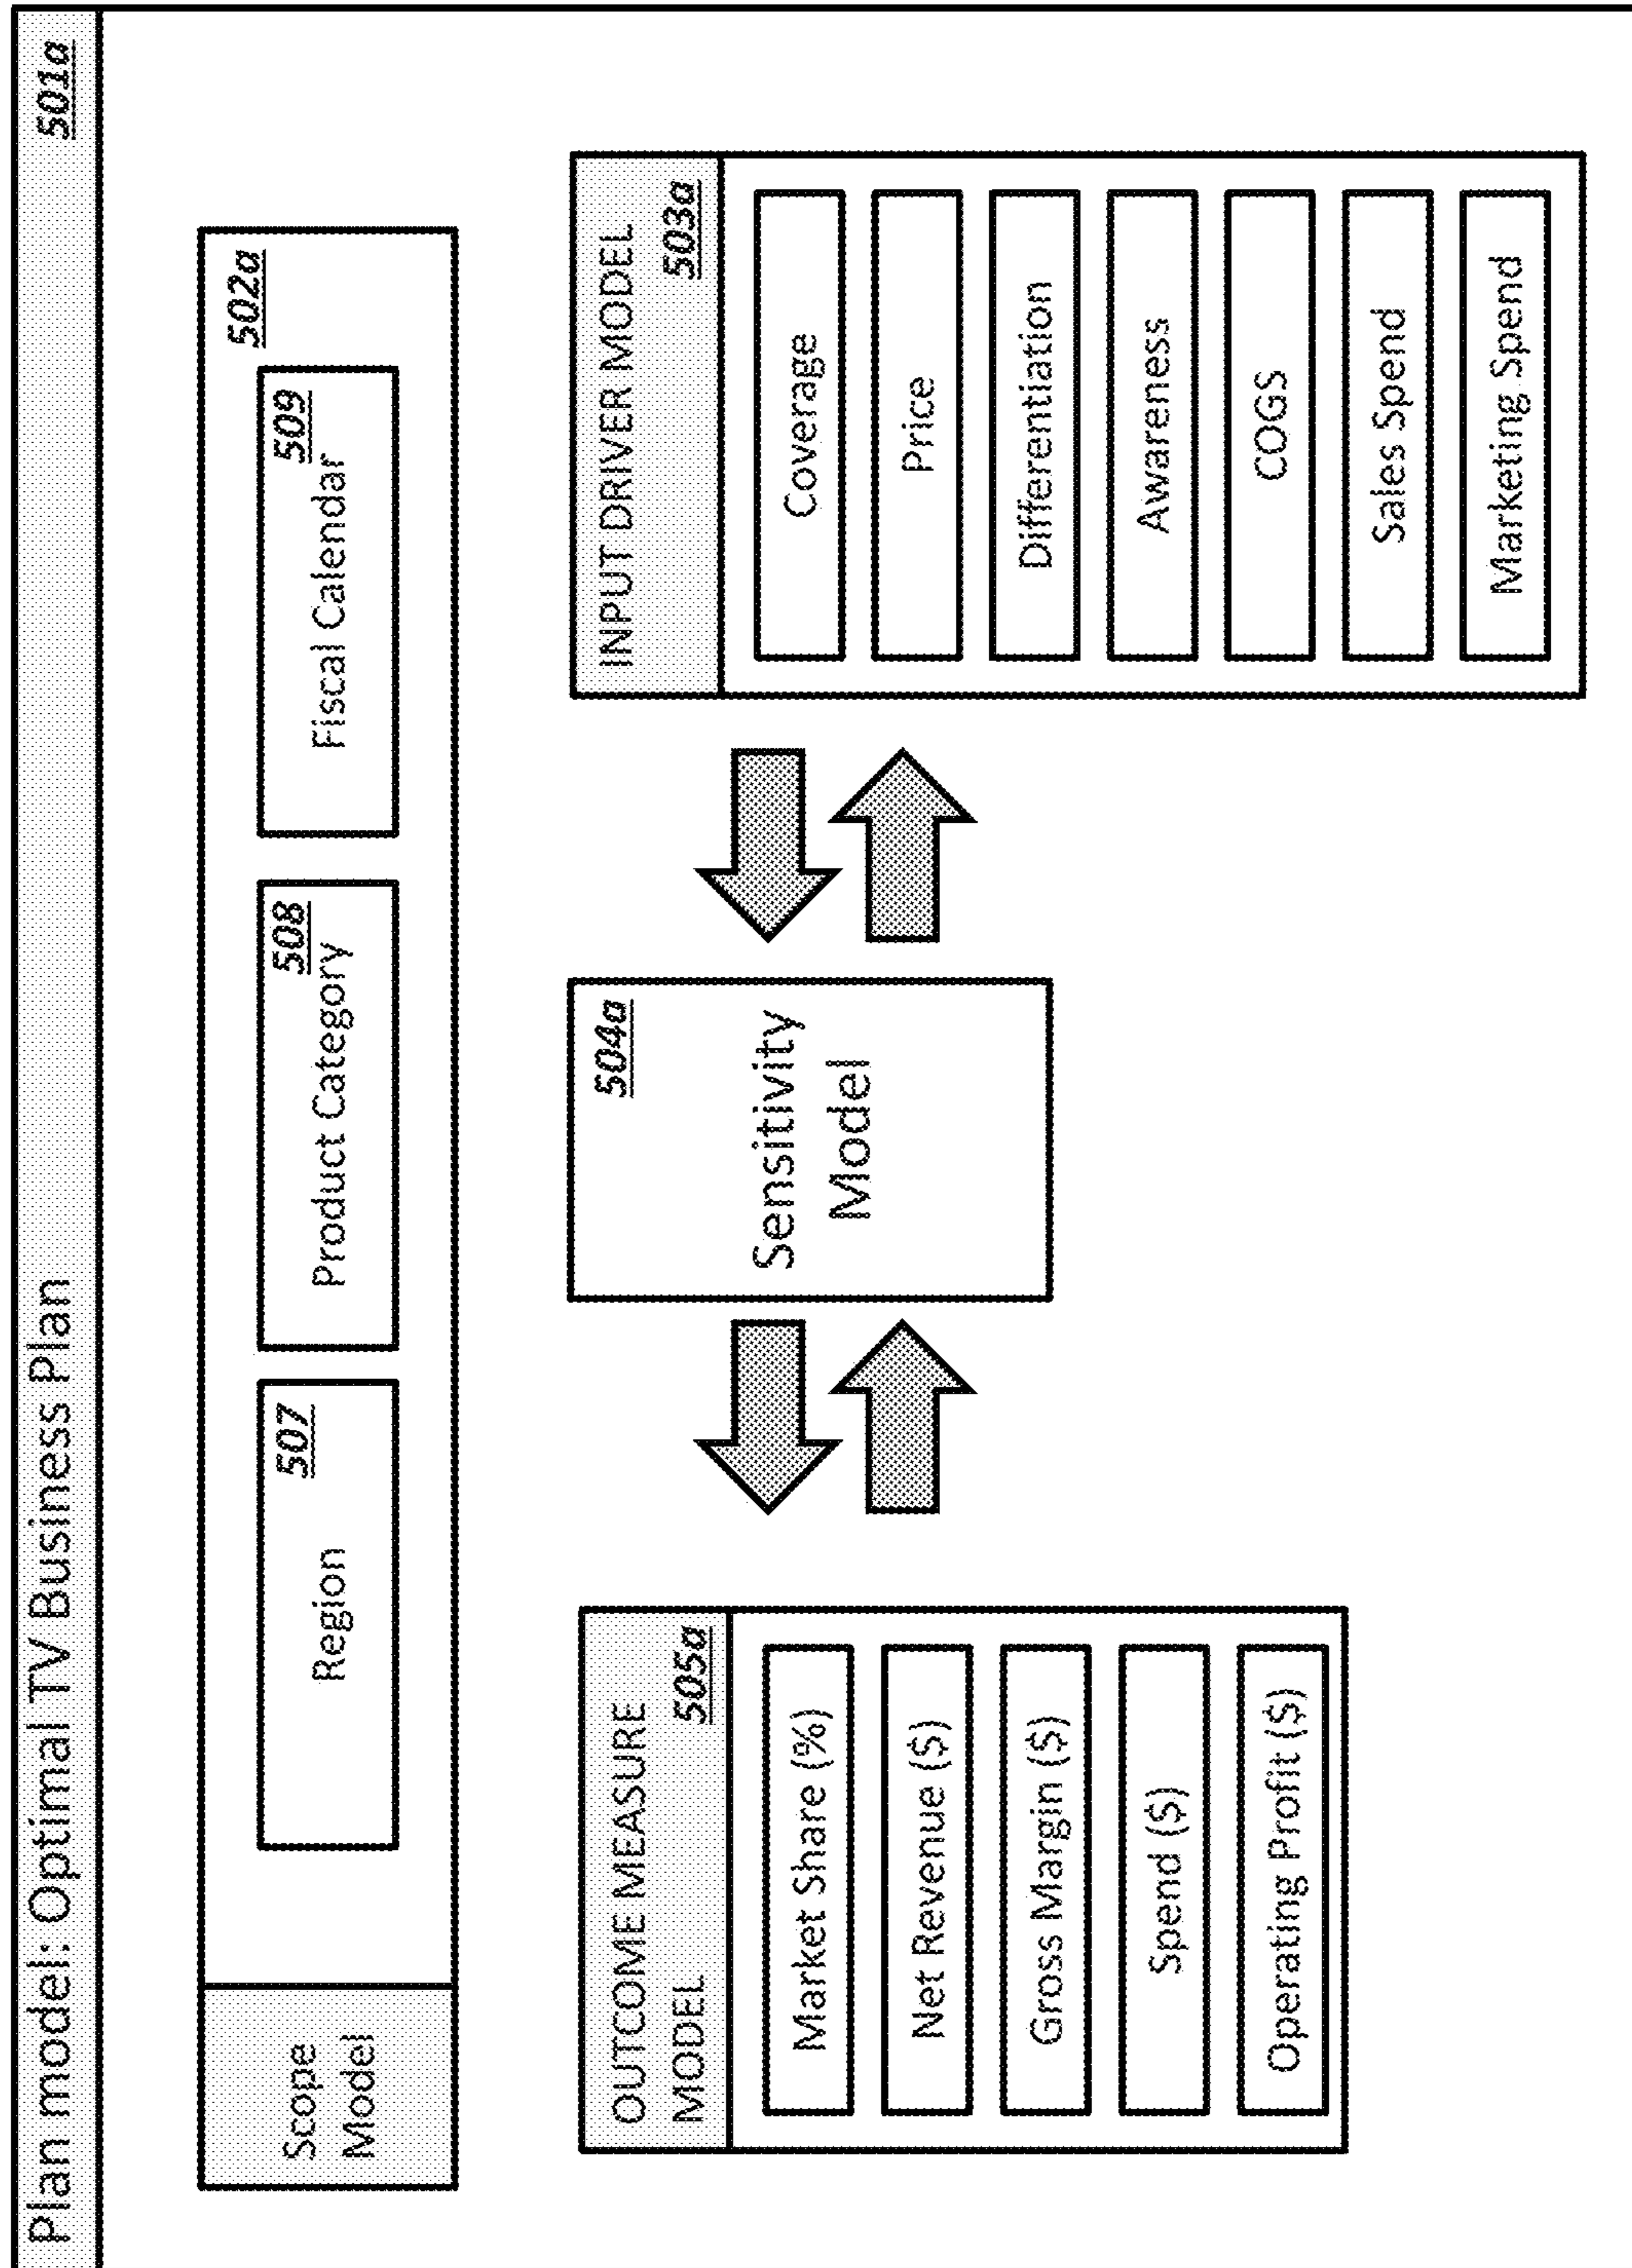 Plan model: Optimal TV Business Plan
501a
Scope
Model
502a
507
Region
508
Product Category
509
Fiscal Calendar
OUTCOME MEASURE
MODEL
505a
Market Share (%)
Net Revenue ($)
Gross Margin ($)
Spend ($)
Operating Profit ($)
504a
Sensitivity
Model
INPUT DRIVER MODEL
503a
Coverage
Price
Differentiation
Awareness
COGS
Sales Spend
Marketing Spend